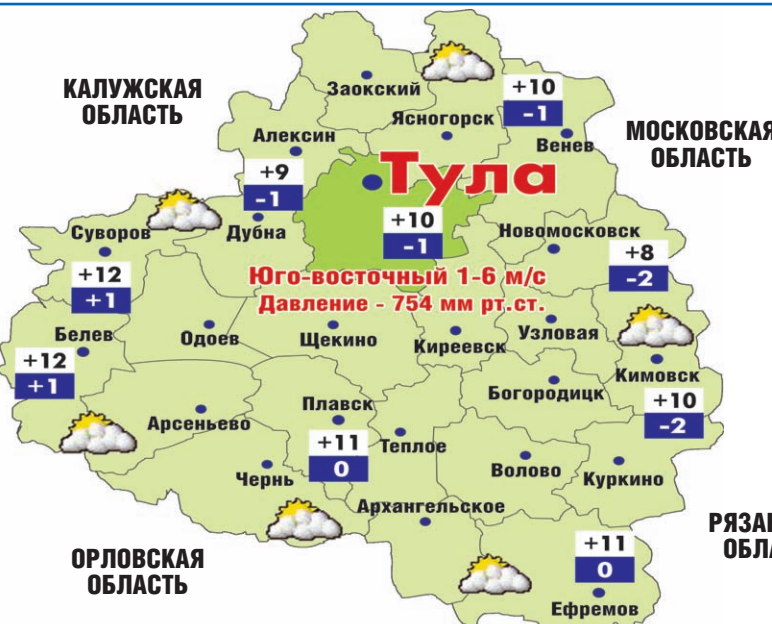 КАЛУЖСКАЯ
ОБЛАСТЬ
Заокский
Ясногорск
+10
-1
Венев
МОСКОВСКАЯ
ОБЛАСТЬ
Алексин
+9
-1
Тула
+10
-1
Суворов
Дубна
Новомосковск
+12
+1
+8
-2
Юго-восточный 1-6 м/с
Давление - 754 мм рт.ст.
Белев
Одоев
Щекино
Киреевск
Узловая
+12
+1
Кимовск
+10
-2
Богородицк
Арсеньево
Плавск
+11
0
Теплое
Чернь
Волово
Куркино
Архангельское
РЯЗАН
ОБЛА
ОРЛОВСКАЯ
ОБЛАСТЬ
+11
0
Ефремов